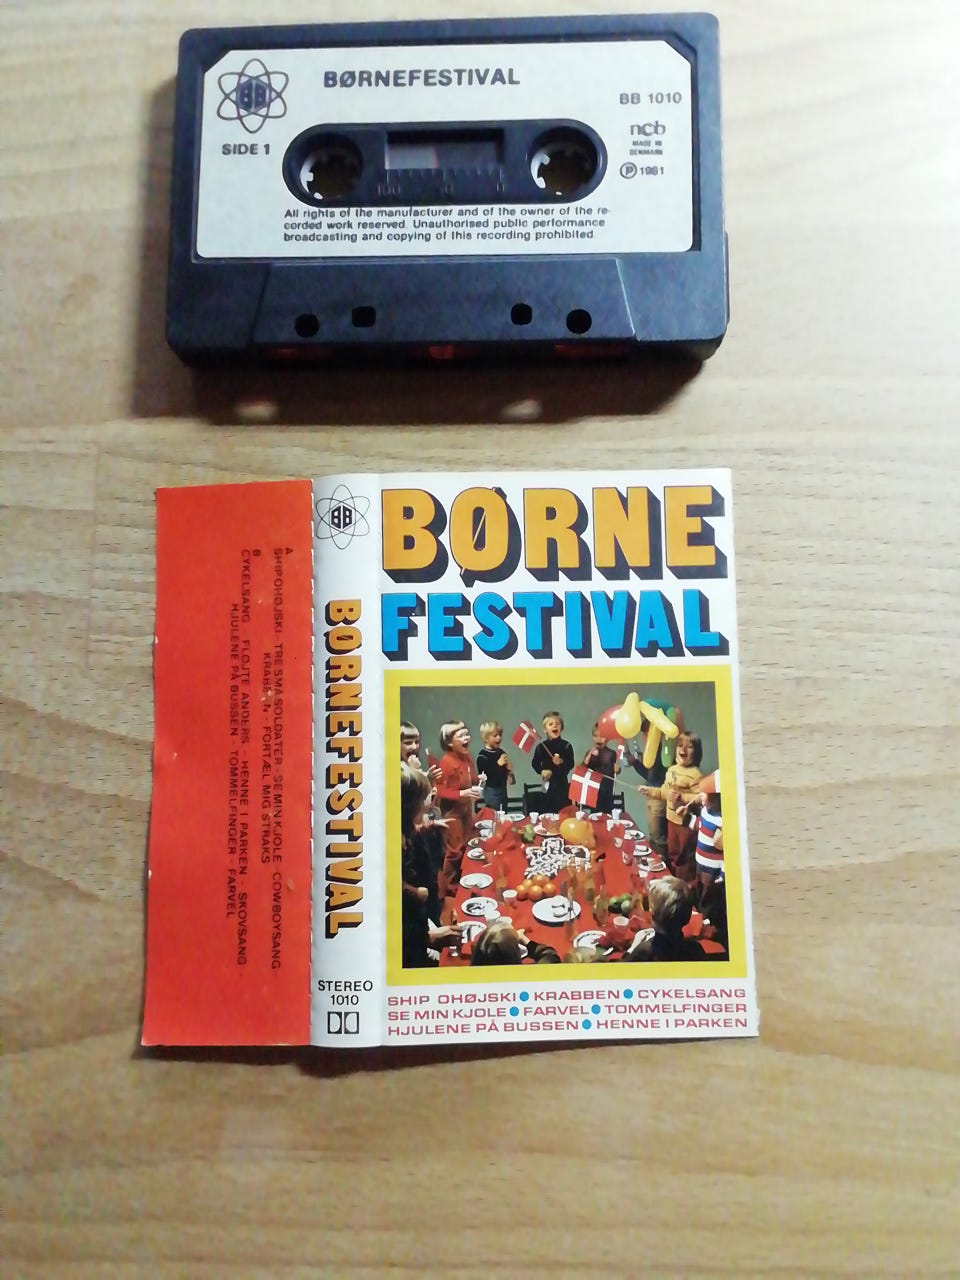 BB
BØRNEFESTIVAL
BB 1010
SIDE 1
ncb
MADE IN
DENMARK
Ⓟ 1981
100 50 0
All rights of the manufacturer and of the owner of the re-
corded work reserved. Unauthorised public performance
broadcasting and copying of this recording prohibited.
A
SHIP OHØJSKI - TRE SMÅ SOLDATER - SE MIN KJOLE - COWBOYSANG -
KRABBEN - FORTÆL MIG STRAKS
B
CYKELSANG - FLØJTE ANDERS - HENNE I PARKEN - SKOVSANG -
HJULENE PÅ BUSSEN - TOMMELFINGER - FARVEL
BB
BØRNEFESTIVAL
STEREO
1010
BØRNE
FESTIVAL
SHIP OHØJSKI ● KRABBEN ● CYKELSANG
SE MIN KJOLE ● FARVEL ● TOMMELFINGER
HJULENE PÅ BUSSEN ● HENNE I PARKEN